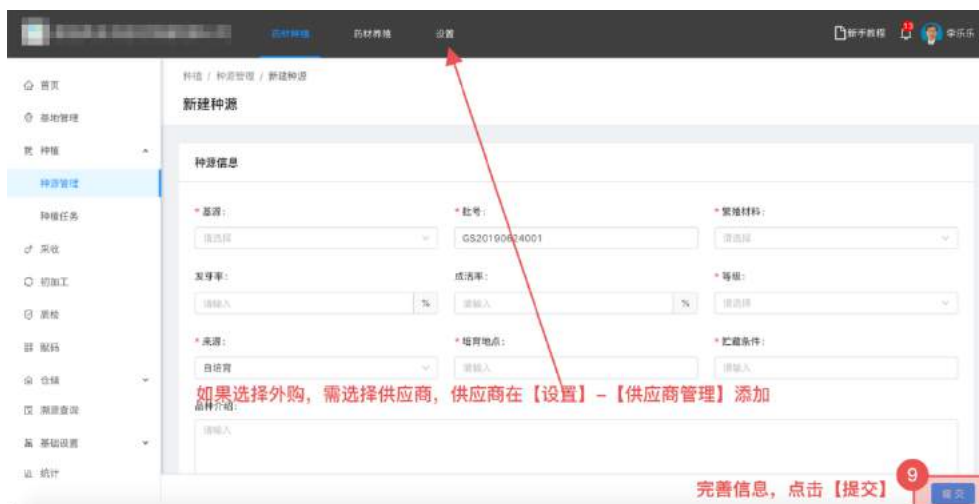 药材种植 药材养殖 设置 新手教程 13 李乐乐
首页
基地管理
种植
种源管理
种植任务
采收
初加工
质检
赋码
仓储
溯源查询
基础设置
统计
种植 / 种源管理 / 新建种源
新建种源
种源信息
* 基源: * 批号: * 繁殖材料:
请选择 GS20190624001 请选择
发芽率: 成活率: * 等级:
请输入 % 请输入 % 请选择
* 来源: * 培育地点: * 贮藏条件:
自培育 请输入 请输入
如果选择外购，需选择供应商，供应商在【设置】-【供应商管理】添加
品种介绍:
请输入
完善信息，点击【提交】 9
提交